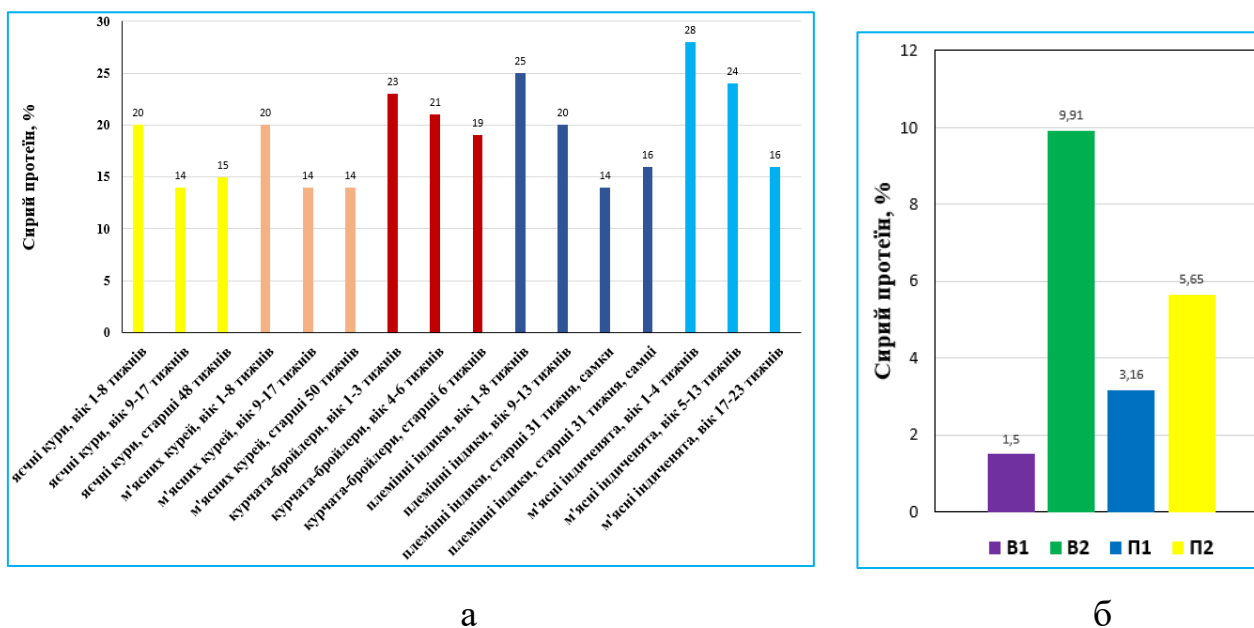 Сирий протеїн, %
30
25
20
15
10
5
0
20
14
15
20
14
14
23
21
19
25
20
14
16
28
24
16
яєчні кури, вік 1-8 тижнів
яєчні кури, вік 9-17 тижнів
яєчні кури, старші 48 тижнів
м'ясних курей, вік 1-8 тижнів
м'ясних курей, вік 9-17 тижнів
м'ясних курей, старші 50 тижнів
курчата-бройлери, вік 1-3 тижнів
курчата-бройлери, вік 4-6 тижнів
курчата-бройлери, старші 6 тижнів
племінні індики, вік 1-8 тижнів
племінні індики, вік 9-13 тижнів
племінні індики, старші 31 тижня, самки
племінні індики, старші 31 тижня, самці
м'ясні індиченята, вік 1-4 тижнів
м'ясні індиченята, вік 5-13 тижнів
м'ясні індиченята, вік 17-23 тижнів
а
Сирий протеїн, %
12
10
8
6
4
2
0
1,5
9,91
3,16
5,65
В1 В2 П1 П2
б